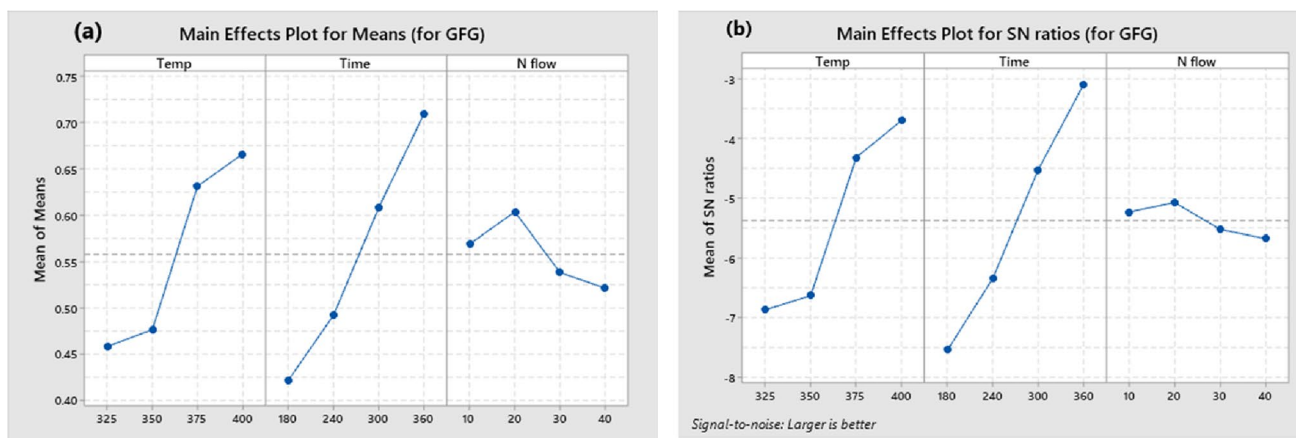 (a)
Main Effects Plot for Means (for GFG)
Temp Time N flow
Mean of Means
0.75
0.70
0.65
0.60
0.55
0.50
0.45
0.40
325 350 375 400 180 240 300 360 10 20 30 40
(b)
Main Effects Plot for SN ratios (for GFG)
Temp Time N flow
Mean of SN ratios
-3
-4
-5
-6
-7
-8
325 350 375 400 180 240 300 360 10 20 30 40
Signal-to-noise: Larger is better